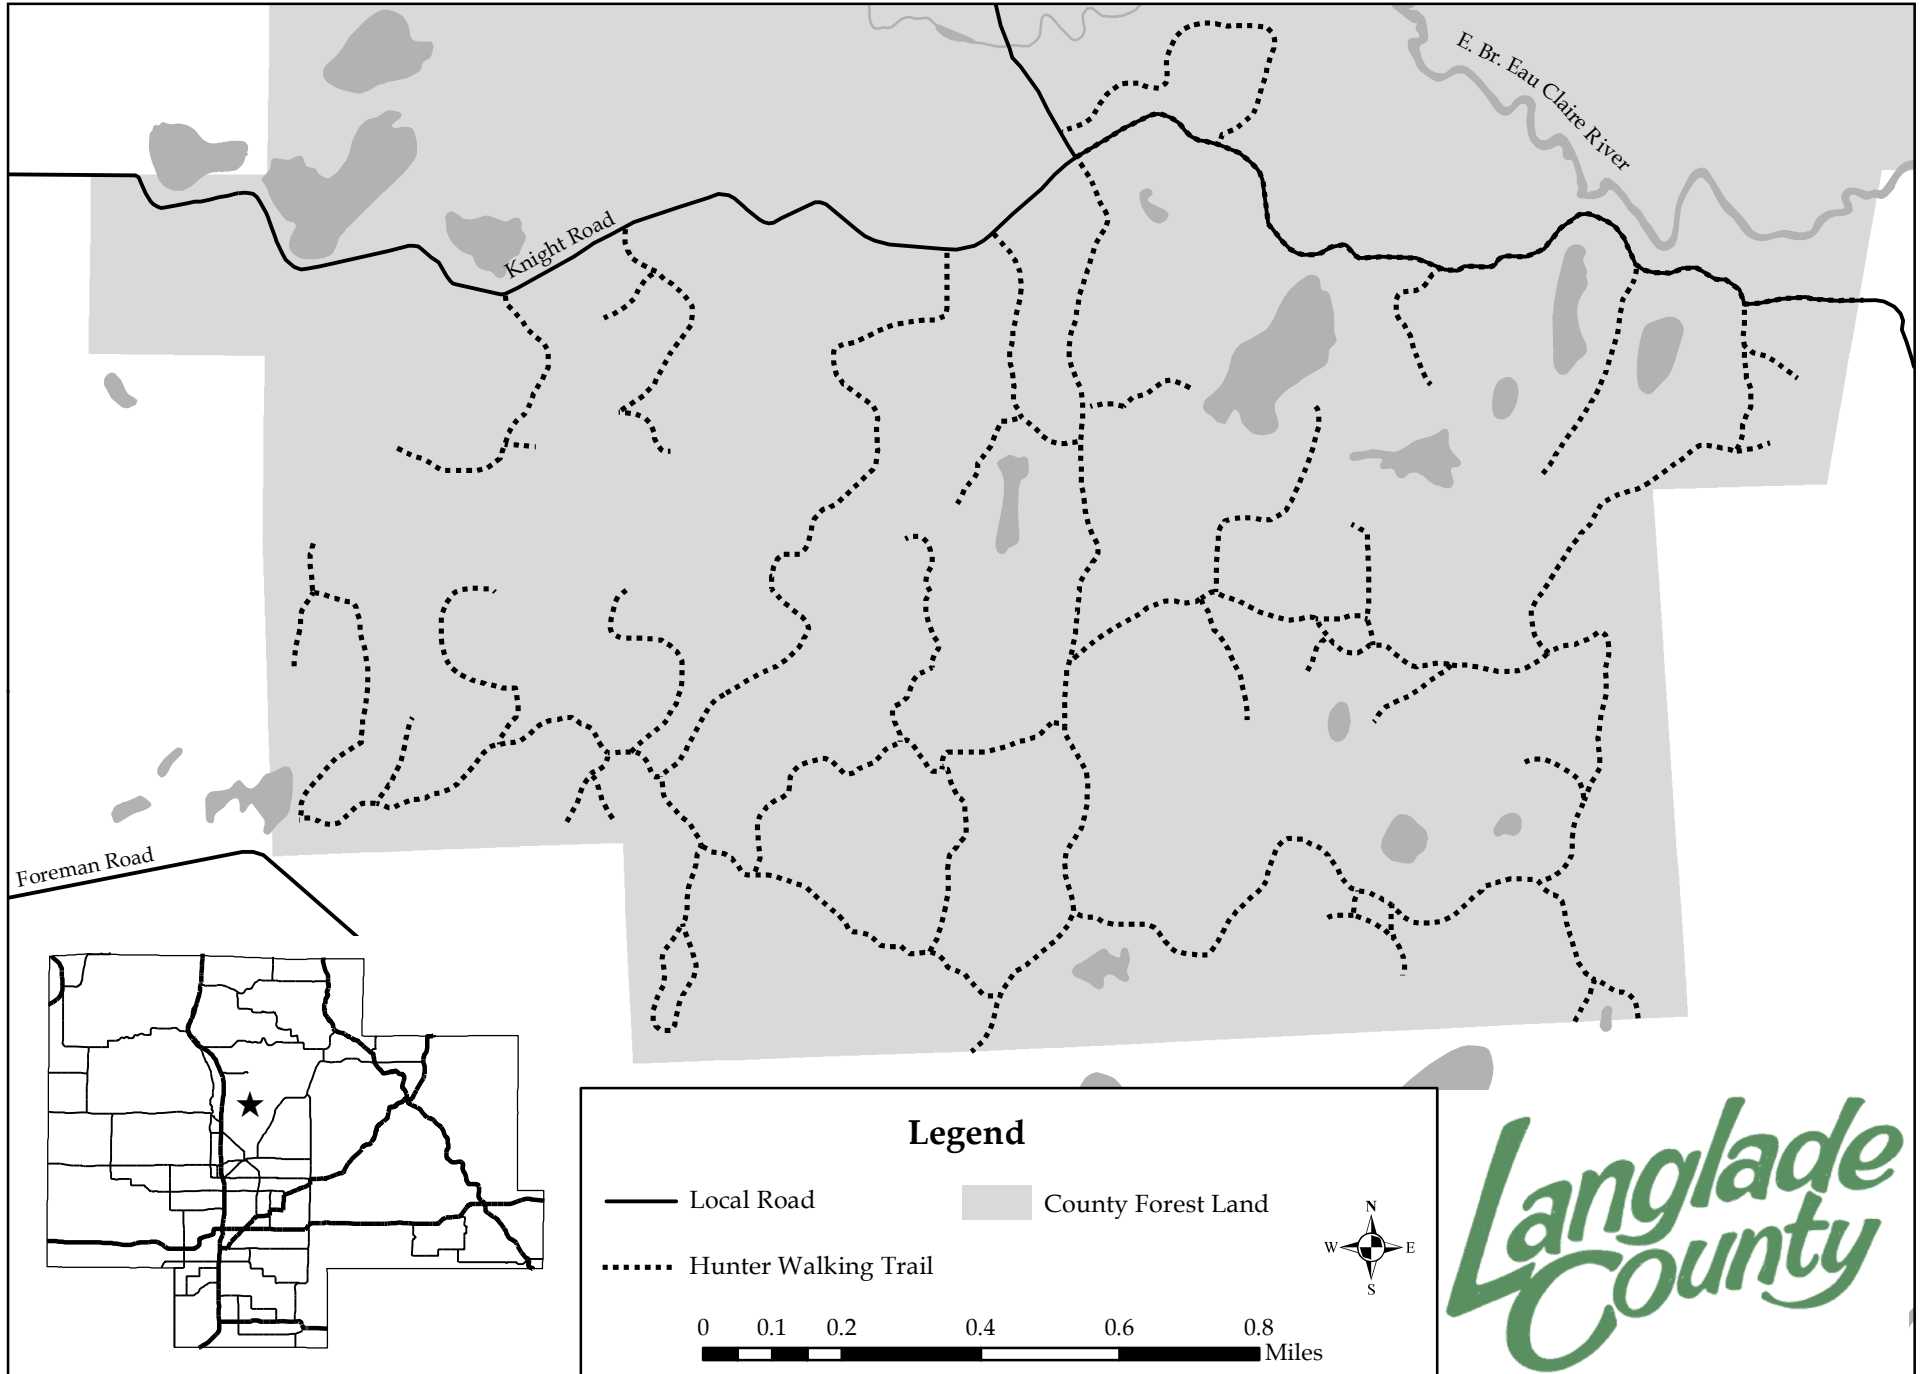 E. Br. Eau Claire River
Knight Road
Foreman Road
Legend
Local Road
County Forest Land
Hunter Walking Trail
N
W E
S
0 0.1 0.2 0.4 0.6 0.8
Miles
Langlade
County